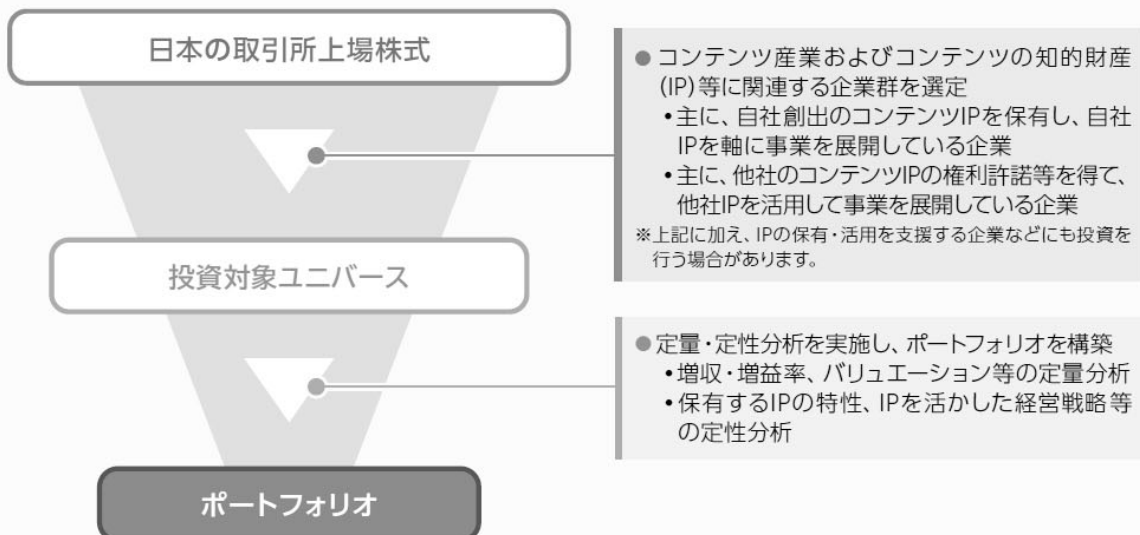 日本の取引所上場株式
● コンテンツ産業およびコンテンツの知的財産
(IP)等に関連する企業群を選定
•主に、自社創出のコンテンツIPを保有し、自社
IPを軸に事業を展開している企業
•主に、他社のコンテンツIPの権利許諾等を得て、
他社IPを活用して事業を展開している企業
※上記に加え、IPの保有・活用を支援する企業などにも投資を
行う場合があります。
投資対象ユニバース
●定量・定性分析を実施し、ポートフォリオを構築
•増収・増益率、バリュエーション等の定量分析
•保有するIPの特性、IPを活かした経営戦略等
の定性分析
ポートフォリオ